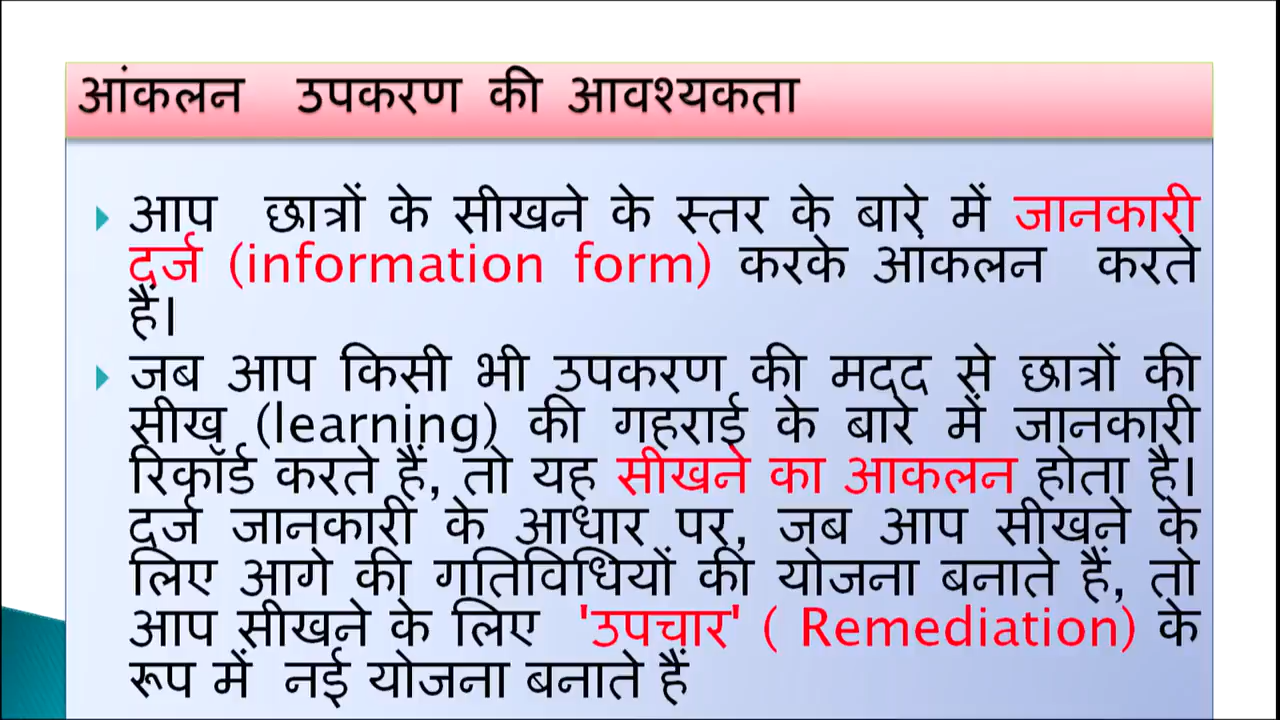 आंकलन उपकरण की आवश्यकता
आप छात्रों के सीखने के स्तर के बारे में जानकारी
दर्ज (information form) करके आंकलन करते
हैं।
जब आप किसी भी उपकरण की मदद से छात्रों की
सीख (learning) की गहराई के बारे में जानकारी
रिकॉर्ड करते हैं, तो यह सीखने का आकलन होता है।
दर्ज जानकारी के आधार पर, जब आप सीखने के
लिए आगे की गतिविधियों की योजना बनाते हैं, तो
आप सीखने के लिए 'उपचार' ( Remediation) के
रूप में नई योजना बनाते हैं